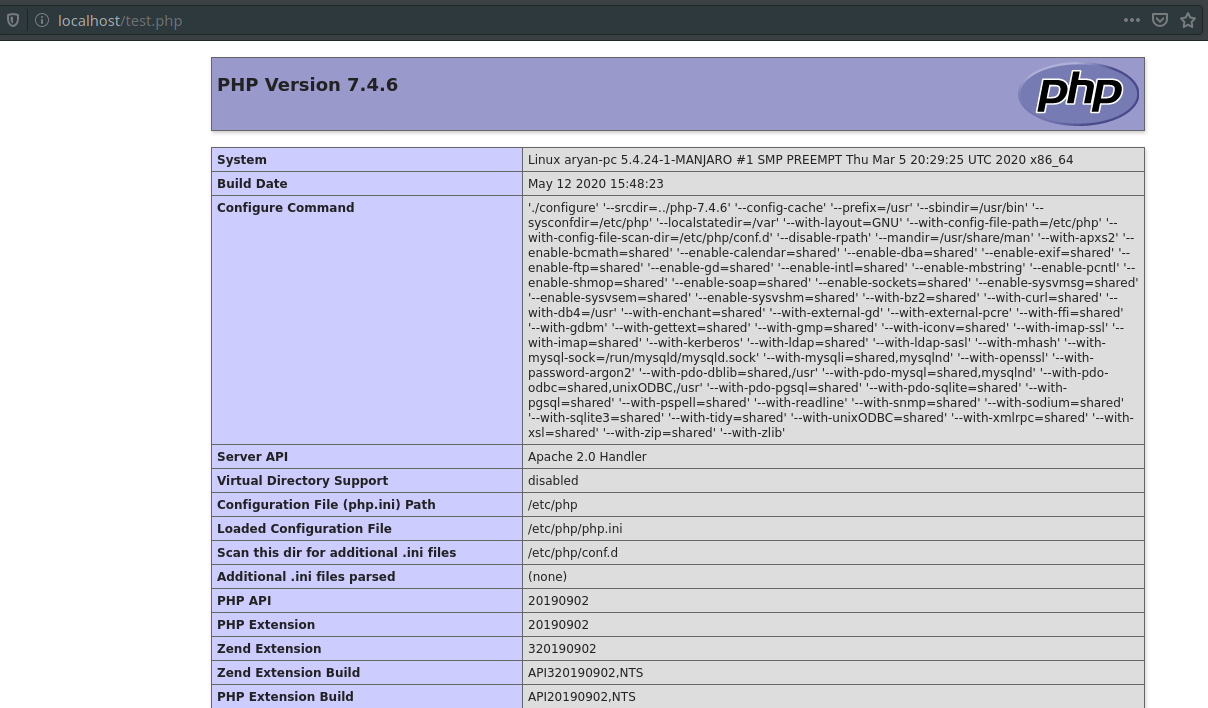 localhost/test.php
PHP Version 7.4.6
php
System Linux aryan-pc 5.4.24-1-MANJARO #1 SMP PREEMPT Thu Mar 5 20:29:25 UTC 2020 x86_64
Build Date May 12 2020 15:48:23
Configure Command './configure' '--srcdir=../php-7.4.6' '--config-cache' '--prefix=/usr' '--sbindir=/usr/bin' '--
sysconfdir=/etc/php' '--localstatedir=/var' '--with-layout=GNU' '--with-config-file-path=/etc/php' '--
with-config-file-scan-dir=/etc/php/conf.d' '--disable-rpath' '--mandir=/usr/share/man' '--with-apxs2' '--
enable-bcmath=shared' '--enable-calendar=shared' '--enable-dba=shared' '--enable-exif=shared' '--
enable-ftp=shared' '--enable-gd=shared' '--enable-intl=shared' '--enable-mbstring' '--enable-pcntl' '--
enable-shmop=shared' '--enable-soap=shared' '--enable-sockets=shared' '--enable-sysvmsg=shared'
'--enable-sysvsem=shared' '--enable-sysvshm=shared' '--with-bz2=shared' '--with-curl=shared' '--
with-db4=/usr' '--with-enchant=shared' '--with-external-gd' '--with-external-pcre' '--with-ffi=shared'
'--with-gdbm' '--with-gettext=shared' '--with-gmp=shared' '--with-iconv=shared' '--with-imap-ssl' '--
with-imap=shared' '--with-kerberos' '--with-ldap=shared' '--with-ldap-sasl' '--with-mhash' '--with-
mysql-sock=/run/mysqld/mysqld.sock' '--with-mysqli=shared,mysqlnd' '--with-openssl' '--with-
password-argon2' '--with-pdo-dblib=shared,/usr' '--with-pdo-mysql=shared,mysqlnd' '--with-pdo-
odbc=shared,unixODBC,/usr' '--with-pdo-pgsql=shared' '--with-pdo-sqlite=shared' '--with-
pgsql=shared' '--with-pspell=shared' '--with-readline' '--with-snmp=shared' '--with-sodium=shared'
'--with-sqlite3=shared' '--with-tidy=shared' '--with-unixODBC=shared' '--with-xmlrpc=shared' '--with-
xsl=shared' '--with-zip=shared' '--with-zlib'
Server API Apache 2.0 Handler
Virtual Directory Support disabled
Configuration File (php.ini) Path /etc/php
Loaded Configuration File /etc/php/php.ini
Scan this dir for additional .ini files /etc/php/conf.d
Additional .ini files parsed (none)
PHP API 20190902
PHP Extension 20190902
Zend Extension 320190902
Zend Extension Build API320190902,NTS
PHP Extension Build API20190902,NTS